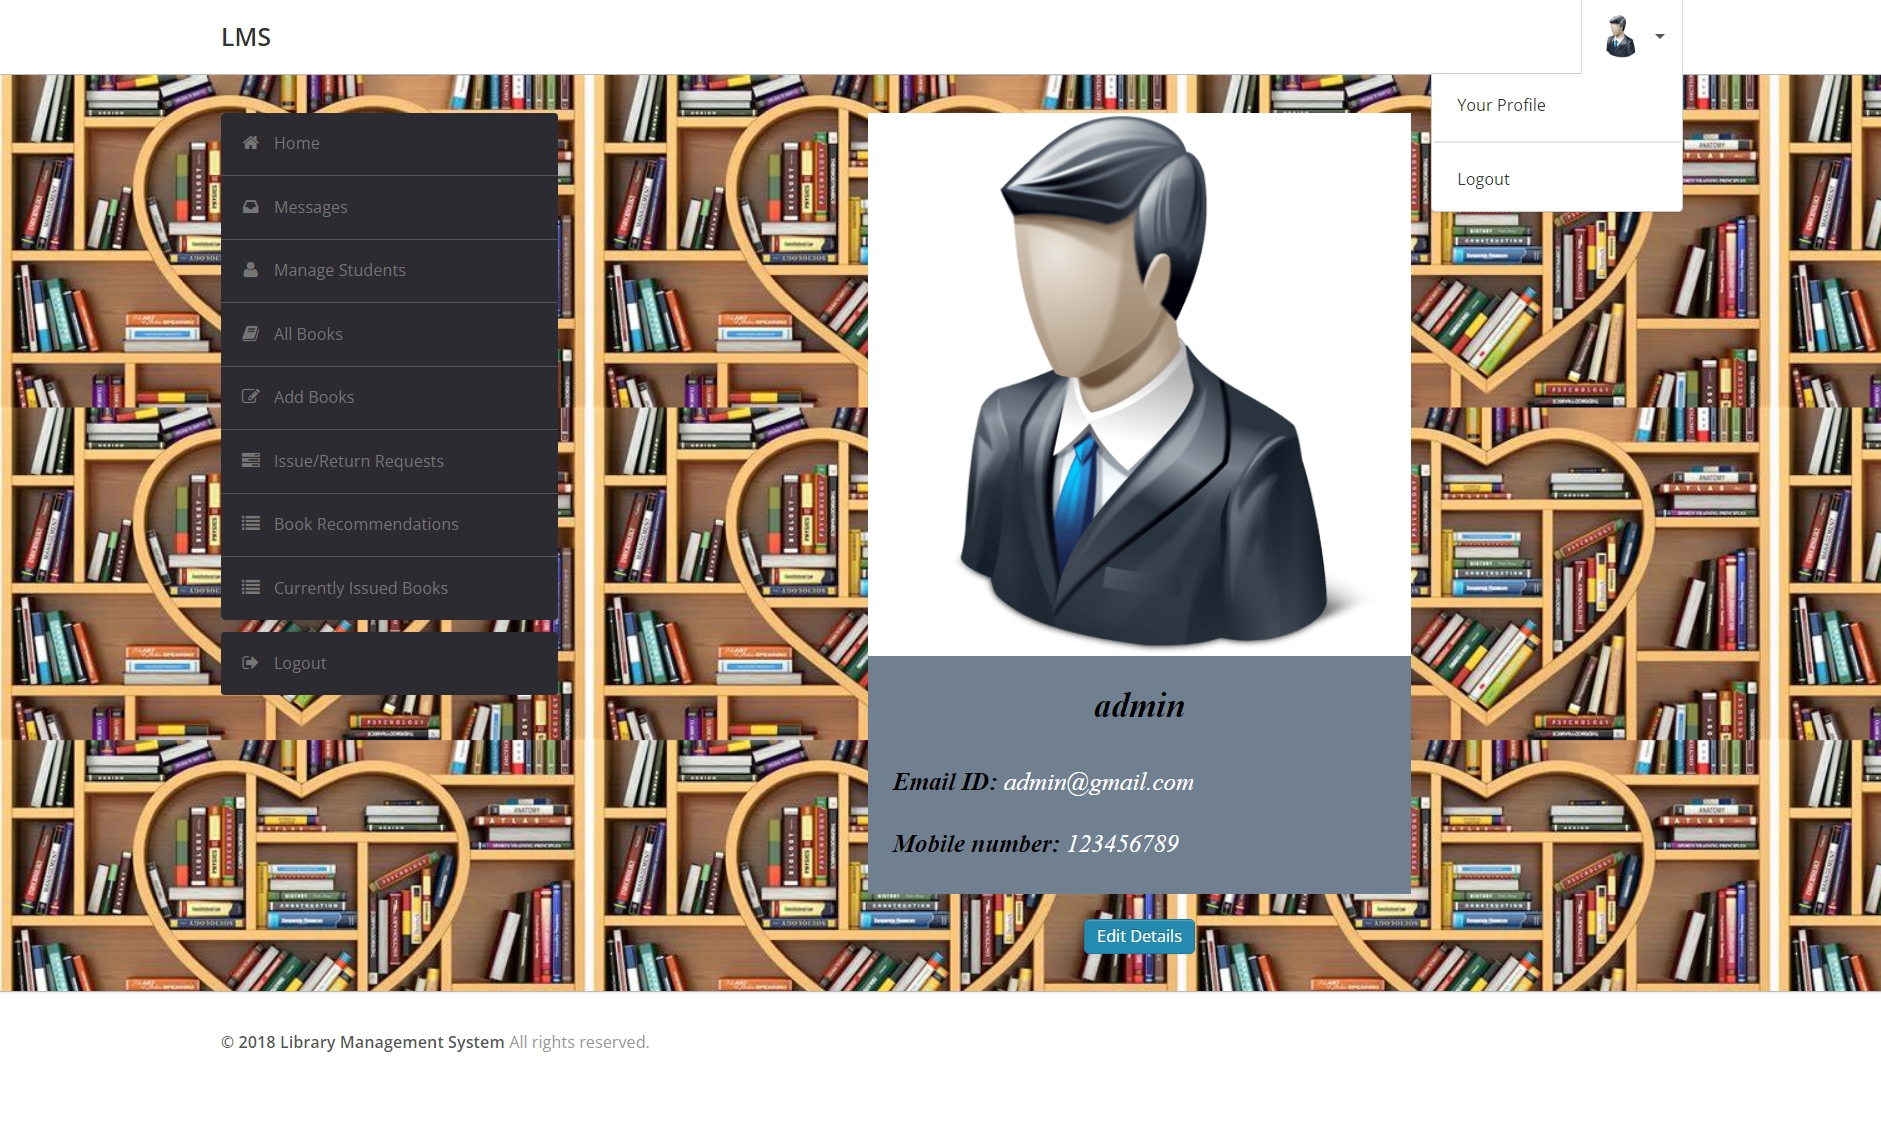 LMS
Your Profile
Logout
Home
Messages
Manage Students
All Books
Add Books
Issue/Return Requests
Book Recommendations
Currently Issued Books
Logout
admin
Email ID: admin@gmail.com
Mobile number: 123456789
Edit Details
© 2018 Library Management System All rights reserved.